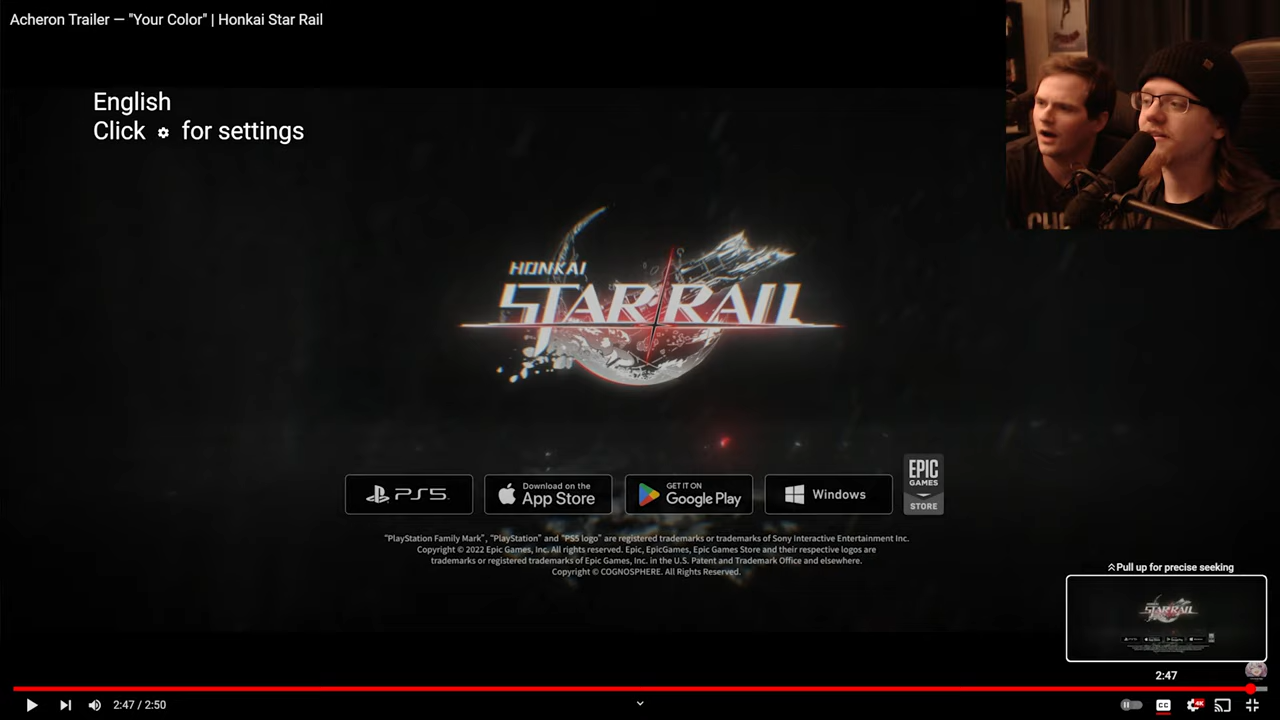 Acheron Trailer — "Your Color" | Honkai Star Rail
English
Click for settings
HONKAI
STAR RAIL
PS5
Download on the
App Store
GET IT ON
Google Play
Windows
EPIC
GAMES
STORE
"PlayStation Family Mark", "PlayStation" and "PS5 logo" are registered trademarks or trademarks of Sony Interactive Entertainment Inc.
Copyright © 2022 Epic Games, Inc. All rights reserved. Epic, EpicGames, Epic Games Store and their respective logos are
trademarks or registered trademarks of Epic Games, Inc. in the U.S. Patent and Trademark Office and elsewhere.
Copyright © COGNOSPHERE. All Rights Reserved.
Pull up for precise seeking
STAR RAIL
2:47
2:47 / 2:50
CC
4K